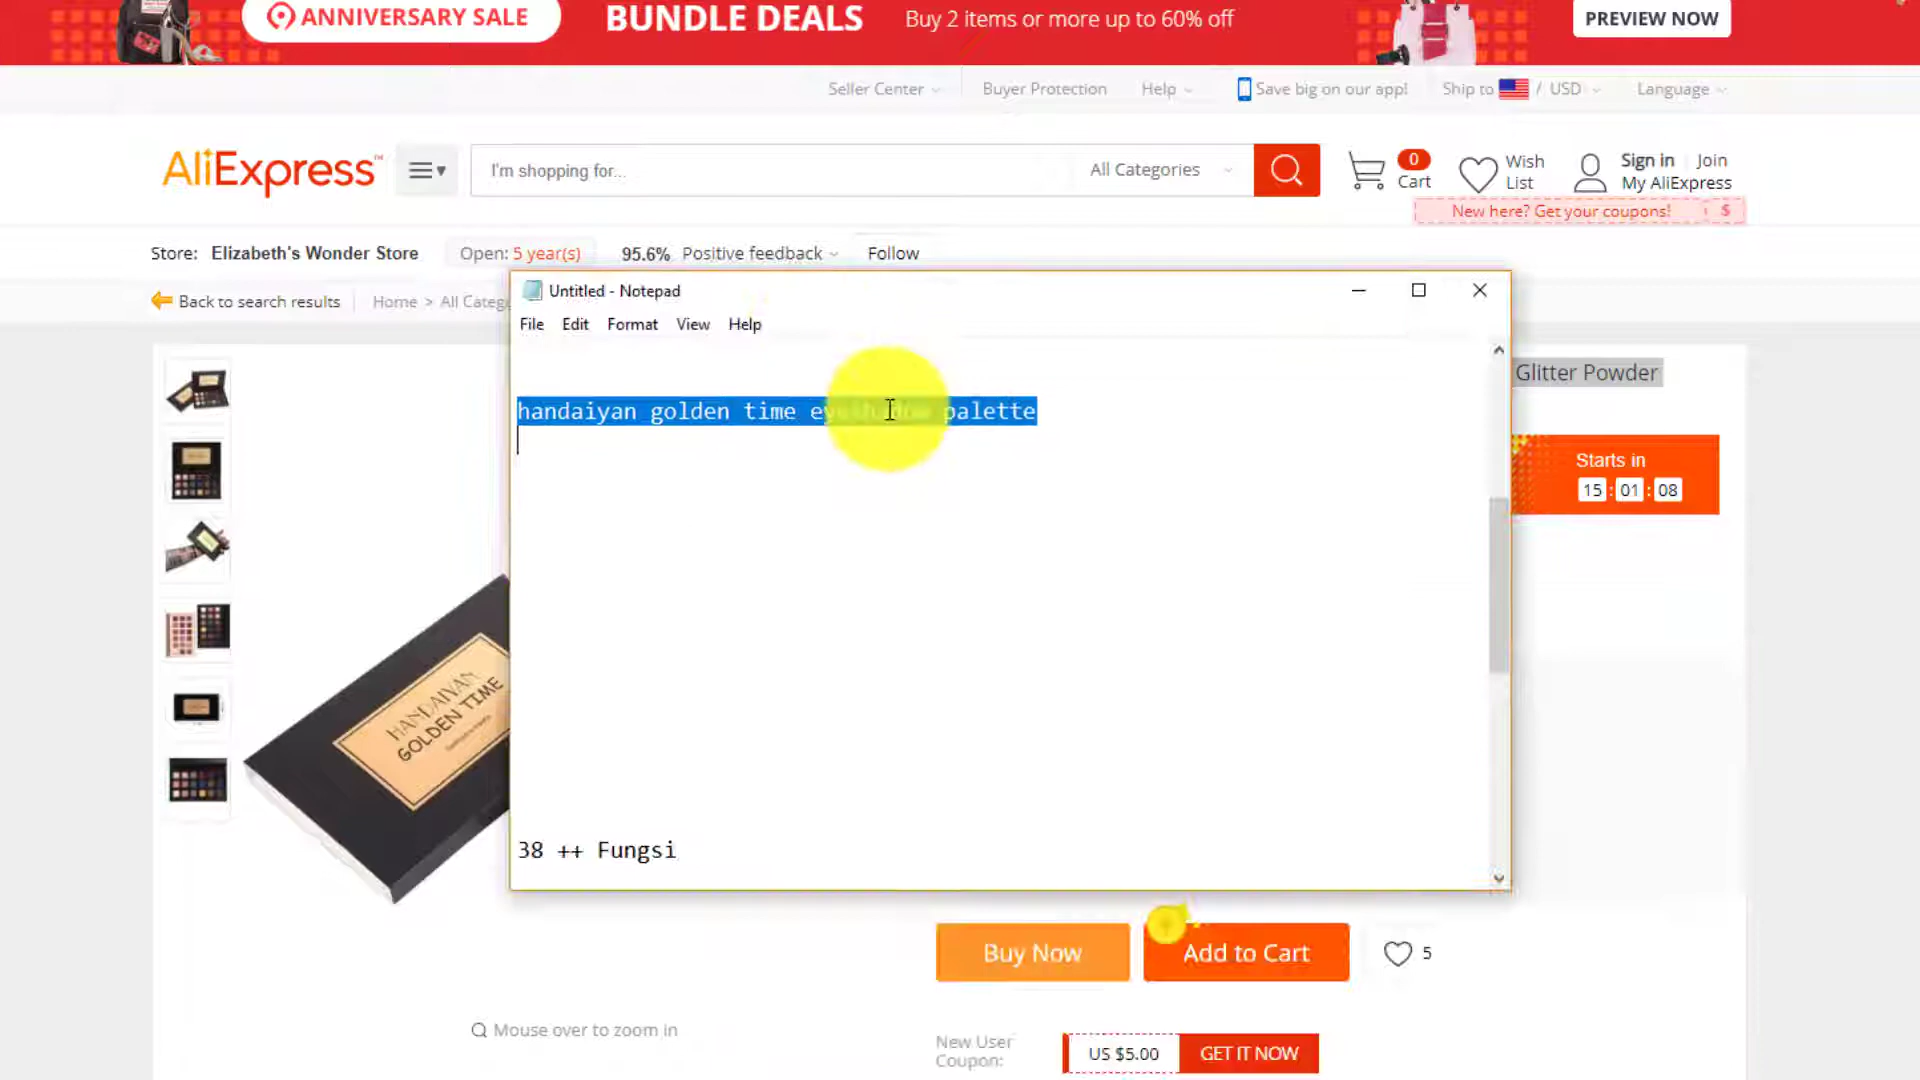 ANNIVERSARY SALE
BUNDLE DEALS
Buy 2 items or more up to 60% off
PREVIEW NOW
Seller Center
Buyer Protection
Help
Save big on our app!
Ship to / USD
Language
AliExpress™
I'm shopping for...
All Categories
0
Cart
Wish
List
Sign in
Join
My AliExpress
New here? Get your coupons!
$
Store: Elizabeth's Wonder Store
Open: 5 year(s)
95.6% Positive feedback
Follow
Back to search results
Home > All Categ
Untitled - Notepad
File Edit Format View Help
Glitter Powder
handaiyan golden time eyeshadow palette
Starts in
15 : 01 : 08
HANDAIYAN
GOLDEN TIME
38 ++ Fungsi
Buy Now
Add to Cart
5
Mouse over to zoom in
New User
Coupon:
US $5.00
GET IT NOW